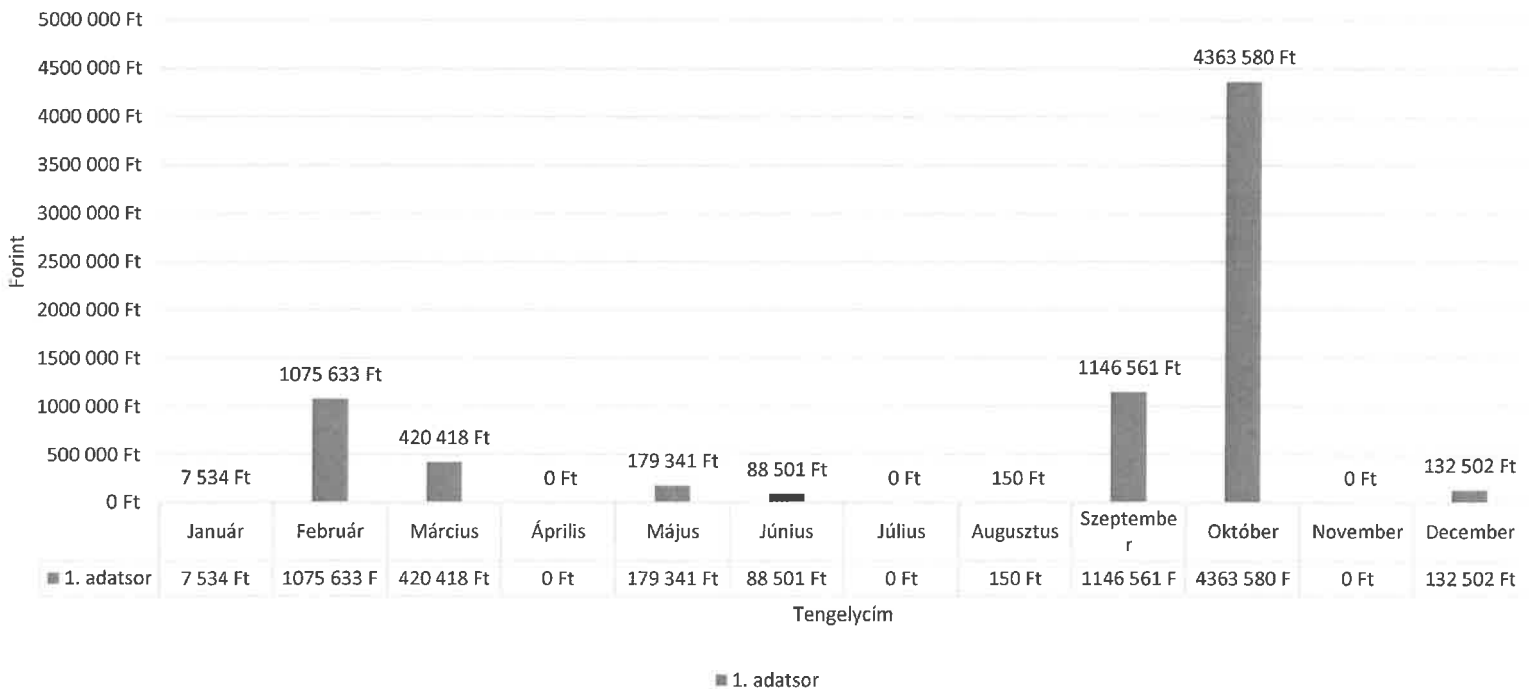 5000 000 Ft
4500 000 Ft
4000 000 Ft
3500 000 Ft
3000 000 Ft
2500 000 Ft
2000 000 Ft
1500 000 Ft
1000 000 Ft
500 000 Ft
0 Ft
Forint
7 534 Ft
1075 633 Ft
420 418 Ft
0 Ft
179 341 Ft
88 501 Ft
0 Ft
150 Ft
1146 561 Ft
4363 580 Ft
0 Ft
132 502 Ft
Január Február Március Április Május Június Július Augusztus Szeptembe
r Október November December
1. adatsor 7 534 Ft 1075 633 F 420 418 Ft 0 Ft 179 341 Ft 88 501 Ft 0 Ft 150 Ft 1146 561 F 4363 580 F 0 Ft 132 502 Ft
Tengelycím
1. adatsor